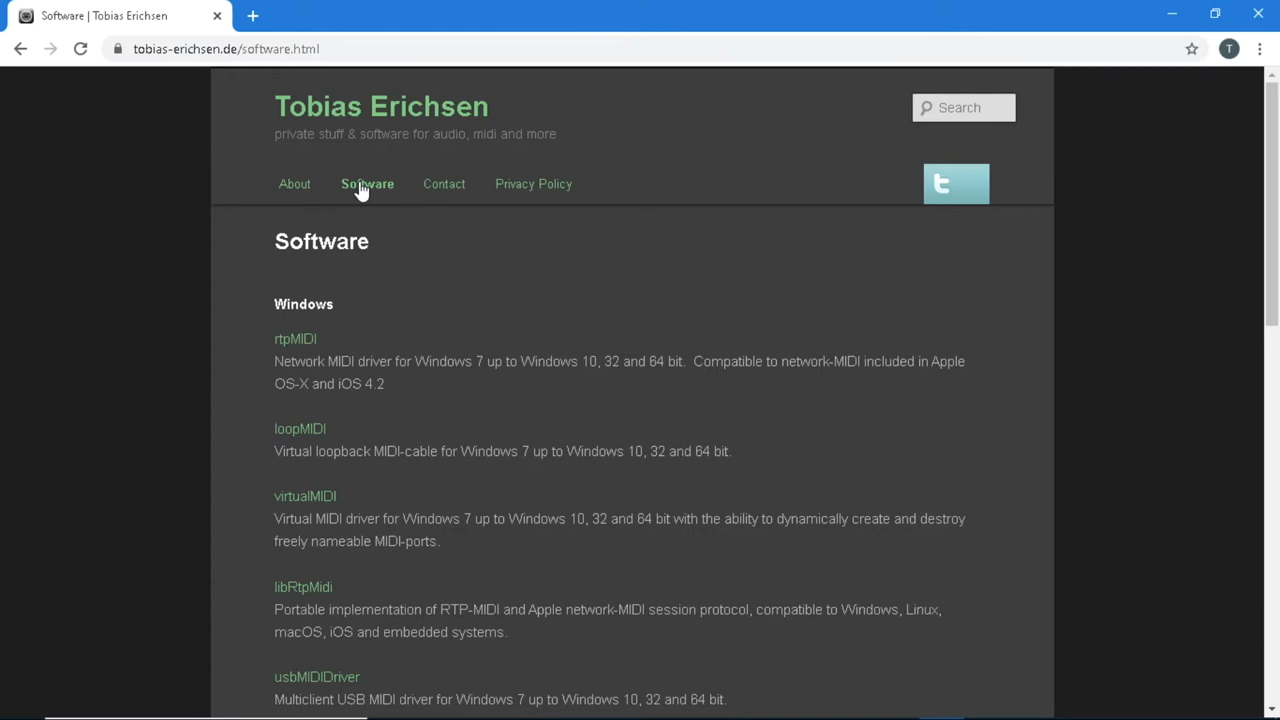 Software | Tobias Erichsen
tobias-erichsen.de/software.html
T
Tobias Erichsen
private stuff & software for audio, midi and more
Search
About Software Contact Privacy Policy
Software
Windows
rtpMIDI
Network MIDI driver for Windows 7 up to Windows 10, 32 and 64 bit. Compatible to network-MIDI included in Apple
OS-X and iOS 4.2
loopMIDI
Virtual loopback MIDI-cable for Windows 7 up to Windows 10, 32 and 64 bit.
virtualMIDI
Virtual MIDI driver for Windows 7 up to Windows 10, 32 and 64 bit with the ability to dynamically create and destroy
freely nameable MIDI-ports.
libRtpMidi
Portable implementation of RTP-MIDI and Apple network-MIDI session protocol, compatible to Windows, Linux,
macOS, iOS and embedded systems.
usbMIDIDriver
Multiclient USB MIDI driver for Windows 7 up to Windows 10, 32 and 64 bit.